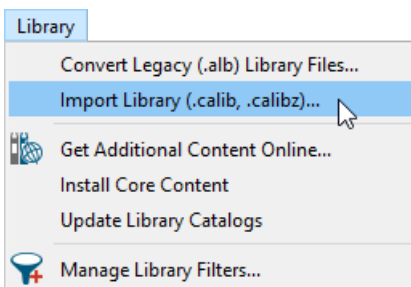 Library
Convert Legacy (.alb) Library Files...
Import Library (.calib, .calibz)...
Get Additional Content Online...
Install Core Content
Update Library Catalogs
Manage Library Filters...